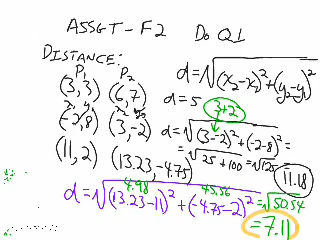 ASSGT-F2 Do Q1
DISTANCE:
P1 P2
(3,3) (6,7)
(-2,8) (3,-2)
(11,2) (13.23-4.75)
d=√(x2-x1)²+(y2-y1)²
d=5
3+2
d=√(3-2)²+(-2-8)²=
=√25+100=√125=
11.18
4.98 45.56
d=√(13.23-11)²+(-4.75-2)²=√50.54
=7.11